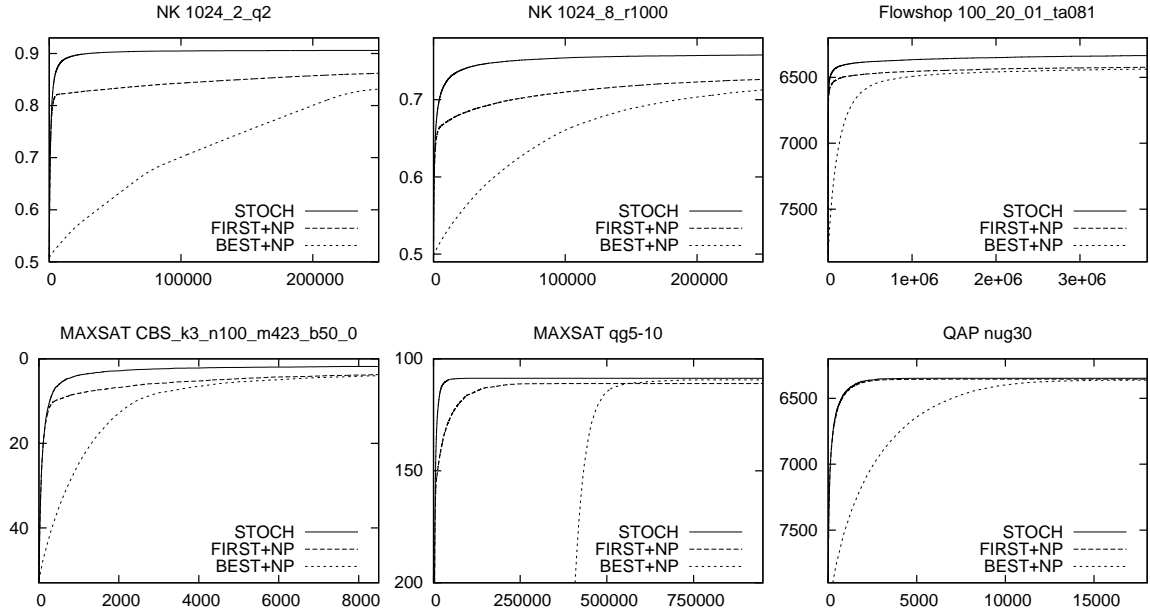 NK 1024_2_q2
0.9
0.8
0.7
0.6
0.5
0
100000
200000
STOCH
FIRST+NP
BEST+NP
NK 1024_8_r1000
0.7
0.6
0.5
0
100000
200000
STOCH
FIRST+NP
BEST+NP
Flowshop 100_20_01_ta081
6500
7000
7500
0
1e+06
2e+06
3e+06
STOCH
FIRST+NP
BEST+NP
MAXSAT CBS_k3_n100_m423_b50_0
0
20
40
0
2000
4000
6000
8000
STOCH
FIRST+NP
BEST+NP
MAXSAT qg5-10
100
150
200
0
250000
500000
750000
STOCH
FIRST+NP
BEST+NP
QAP nug30
6500
7000
7500
0
5000
10000
15000
STOCH
FIRST+NP
BEST+NP